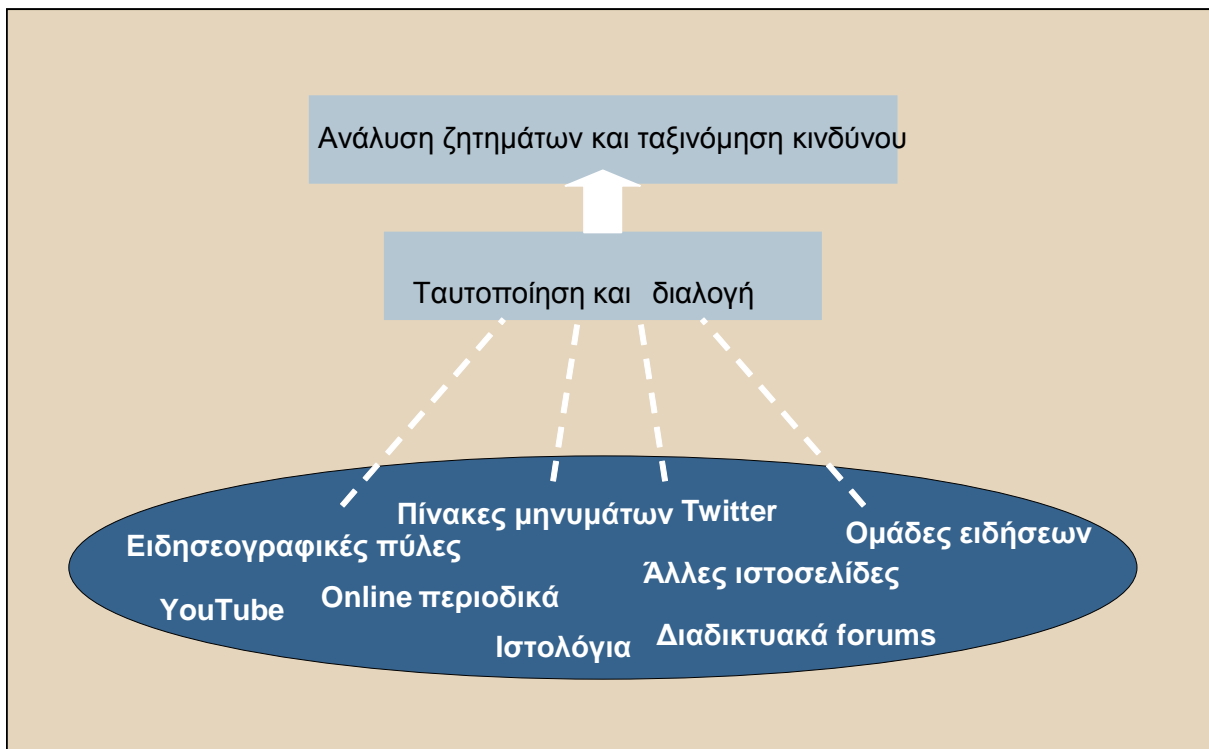 Ανάλυση ζητημάτων και ταξινόμηση κινδύνου
Ταυτοποίηση και διαλογή
Πίνακες μηνυμάτων Twitter
Ειδησεογραφικές πύλες
Ομάδες ειδήσεων
Άλλες ιστοσελίδες
YouTube
Online περιοδικά
Ιστολόγια
Διαδικτυακά forums